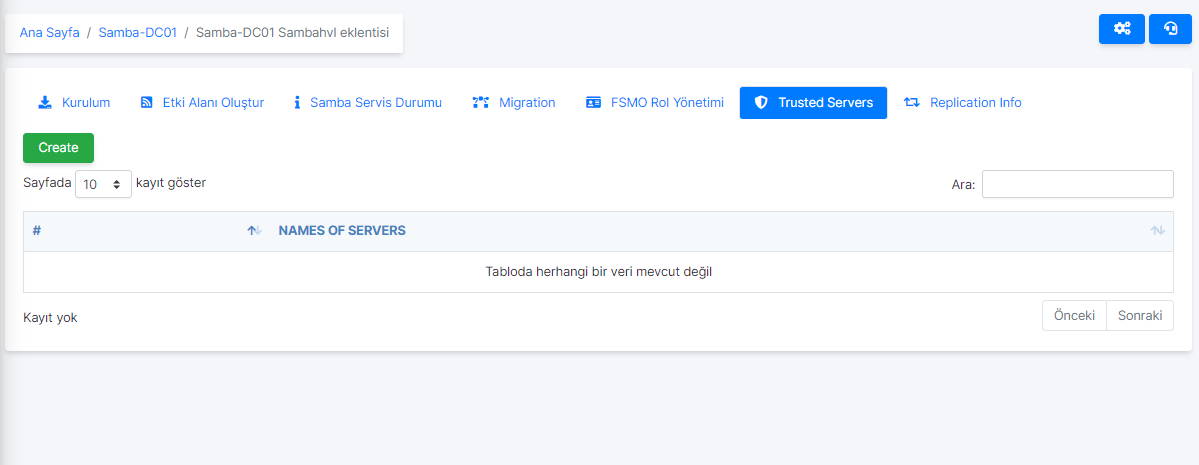 Ana Sayfa / Samba-DC01 / Samba-DC01 Sambahvl eklentisi
Kurulum Etki Alanı Oluştur Samba Servis Durumu Migration FSMO Rol Yönetimi Trusted Servers Replication Info
Create
Sayfada 10 kayıt göster Ara:
# NAMES OF SERVERS
Tabloda herhangi bir veri mevcut değil
Kayıt yok Önceki Sonraki